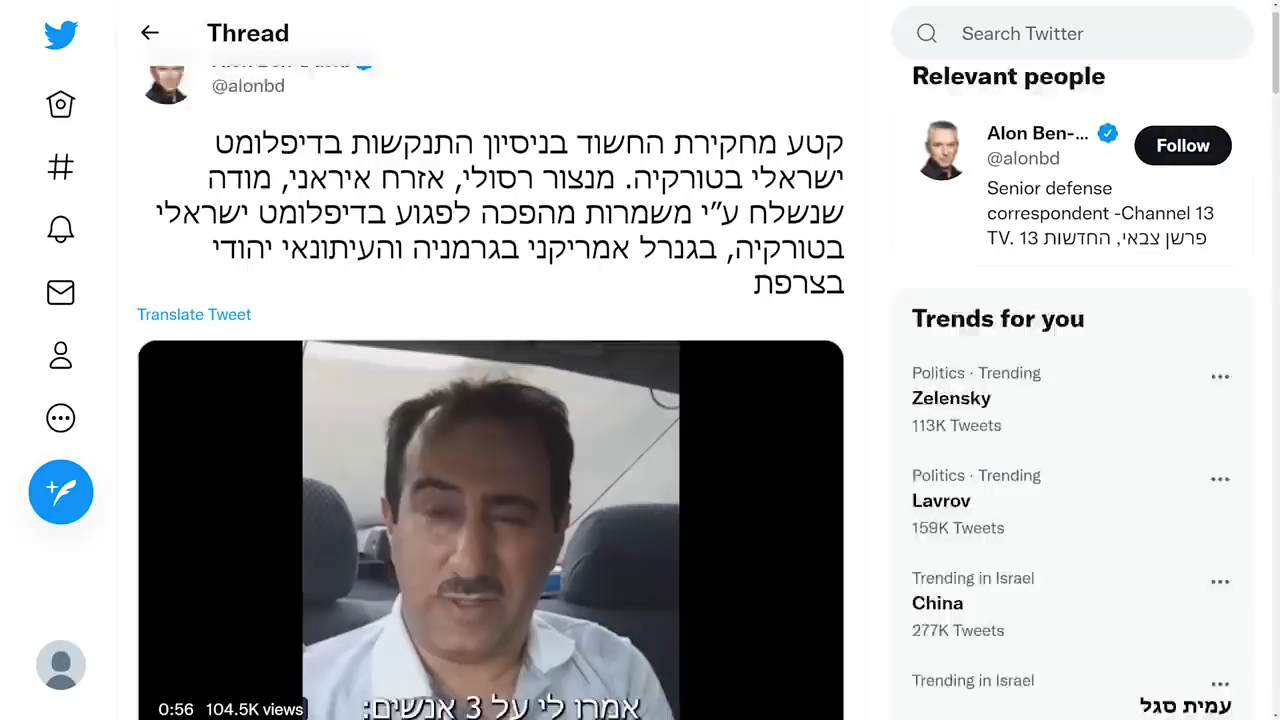 Thread
@alonbd
קטע מחקירת החשוד בניסיון התנקשות בדיפלומט
ישראלי בטורקיה. מנצור רסולי, אזרח איראני, מודה
שנשלח ע״י משמרות מהפכה לפגוע בדיפלומט ישראלי
בטורקיה, בגנרל אמריקני בגרמניה והעיתונאי יהודי
בצרפת
Translate Tweet
אמרו לי על 3 אנשים:
0:56 104.5K views
Search Twitter
Relevant people
Alon Ben-...
@alonbd
Follow
Senior defense
correspondent -Channel 13
TV. 13 פרשן צבאי, החדשות
Trends for you
Politics · Trending
Zelensky
113K Tweets
Politics · Trending
Lavrov
159K Tweets
Trending in Israel
China
277K Tweets
Trending in Israel
עמית סגל